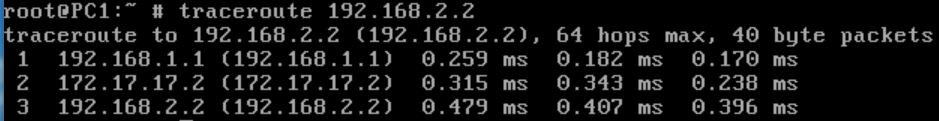 root@PC1:~ # traceroute 192.168.2.2
traceroute to 192.168.2.2 (192.168.2.2), 64 hops max, 40 byte packets
1 192.168.1.1 (192.168.1.1) 0.259 ms 0.182 ms 0.170 ms
2 172.17.17.2 (172.17.17.2) 0.315 ms 0.343 ms 0.238 ms
3 192.168.2.2 (192.168.2.2) 0.479 ms 0.407 ms 0.396 ms